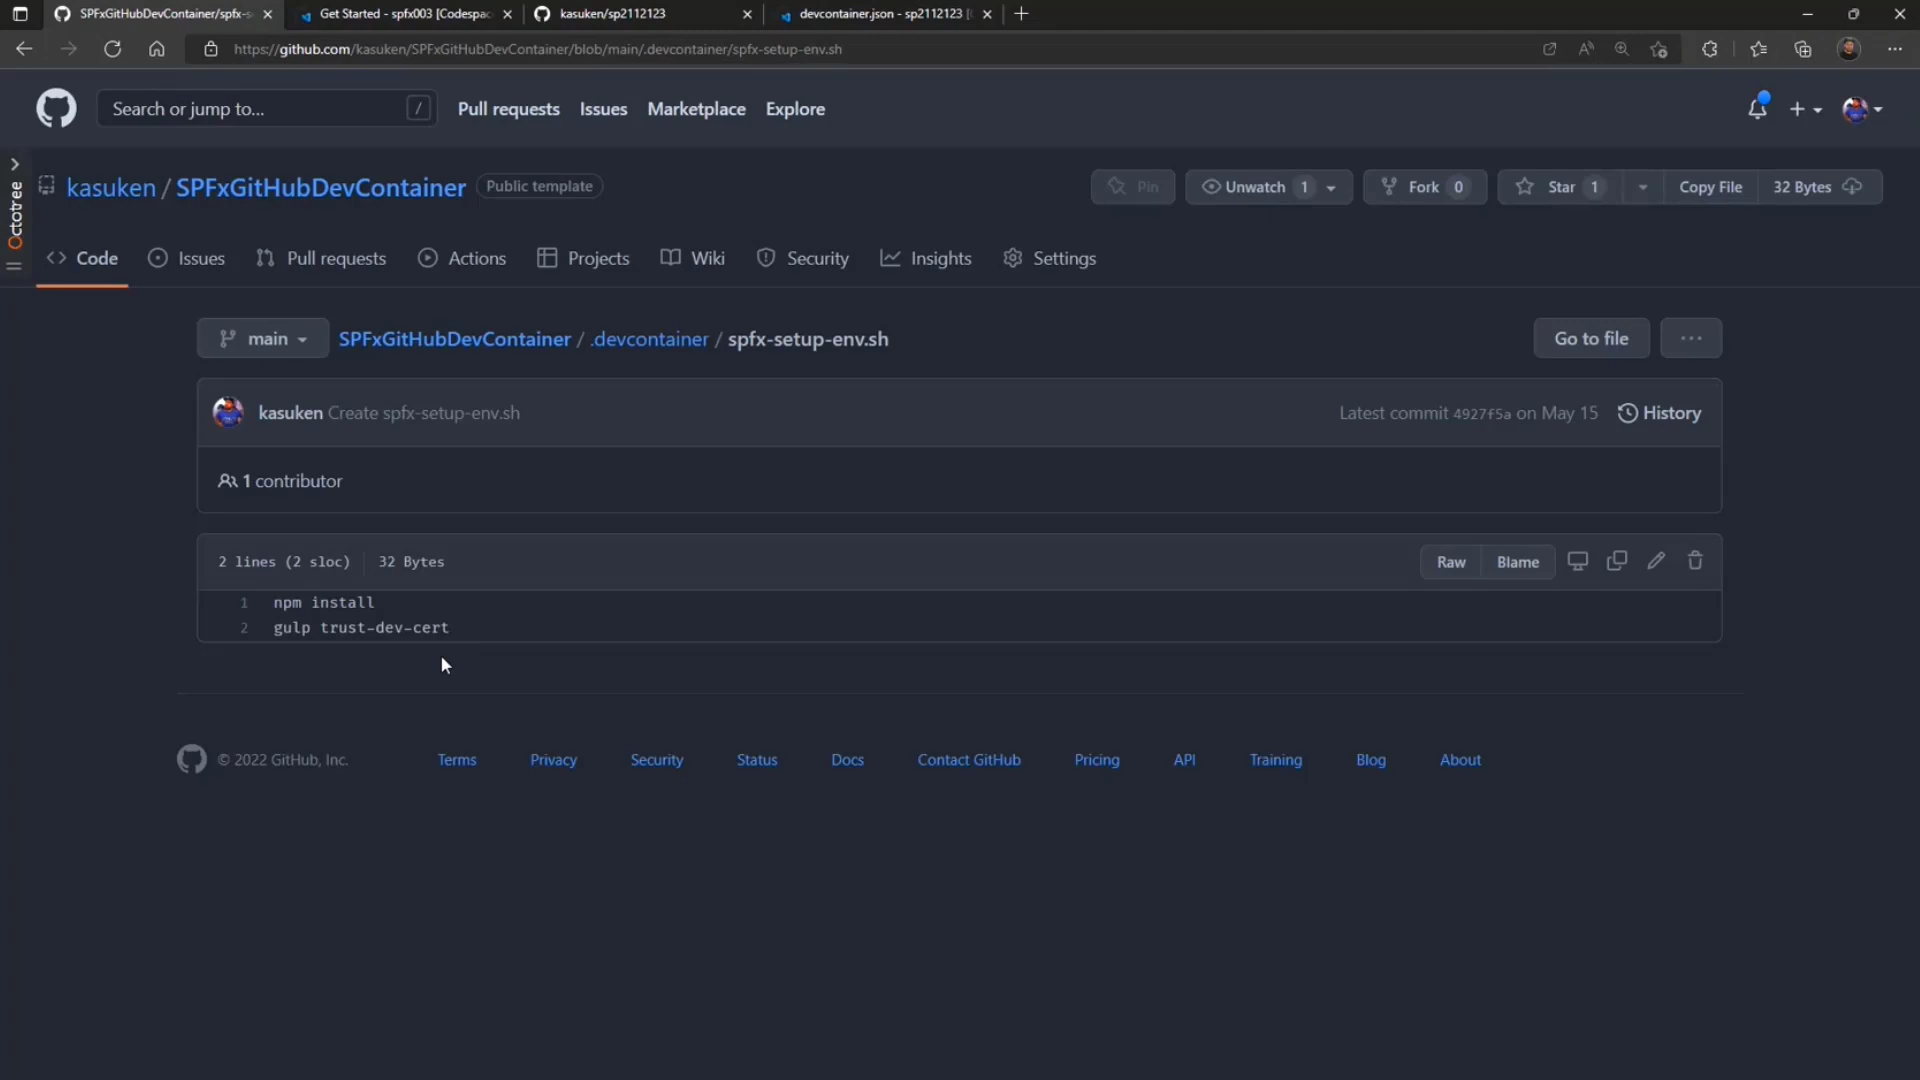 SPFxGitHubDevContainer/spfx-s
Get Started - spfx003 [Codespac
kasuken/sp2112123
devcontainer.json - sp2112123 [
https://github.com/kasuken/SPFxGitHubDevContainer/blob/main/.devcontainer/spfx-setup-env.sh
Search or jump to...
/
Pull requests
Issues
Marketplace
Explore
Octotree
kasuken / SPFxGitHubDevContainer
Public template
Pin
Unwatch 1
Fork 0
Star 1
Copy File
32 Bytes
Code
Issues
Pull requests
Actions
Projects
Wiki
Security
Insights
Settings
main
SPFxGitHubDevContainer / .devcontainer / spfx-setup-env.sh
Go to file
...
kasuken Create spfx-setup-env.sh
Latest commit 4927f5a on May 15
History
1 contributor
2 lines (2 sloc)
32 Bytes
Raw
Blame
1 npm install
2 gulp trust-dev-cert
© 2022 GitHub, Inc.
Terms
Privacy
Security
Status
Docs
Contact GitHub
Pricing
API
Training
Blog
About